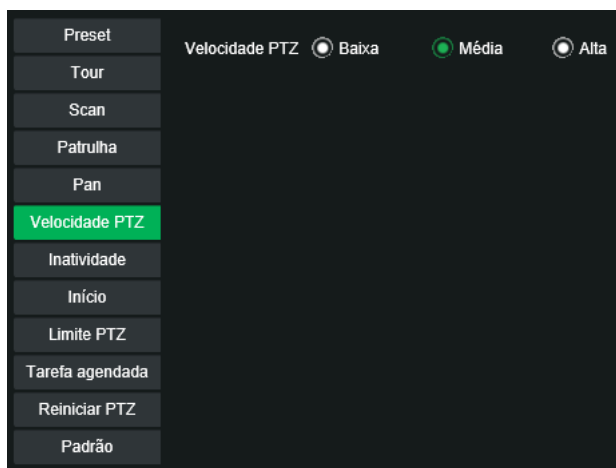 Preset
Velocidade PTZ Baixa Média Alta
Tour
Scan
Patrulha
Pan
Velocidade PTZ
Inatividade
Início
Limite PTZ
Tarefa agendada
Reiniciar PTZ
Padrão